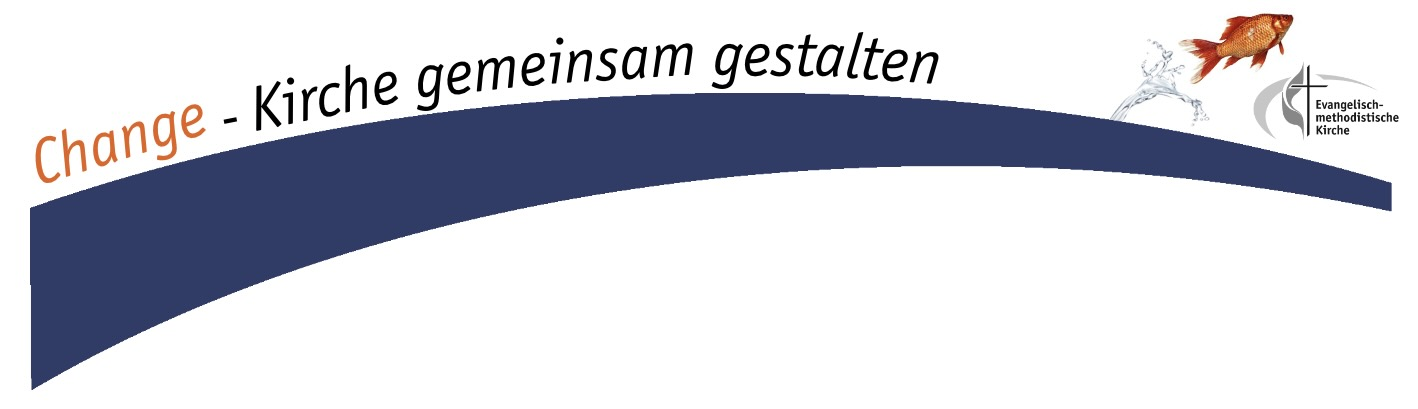 Change - Kirche gemeinsam gestalten
Evangelisch-
methodistische
Kirche